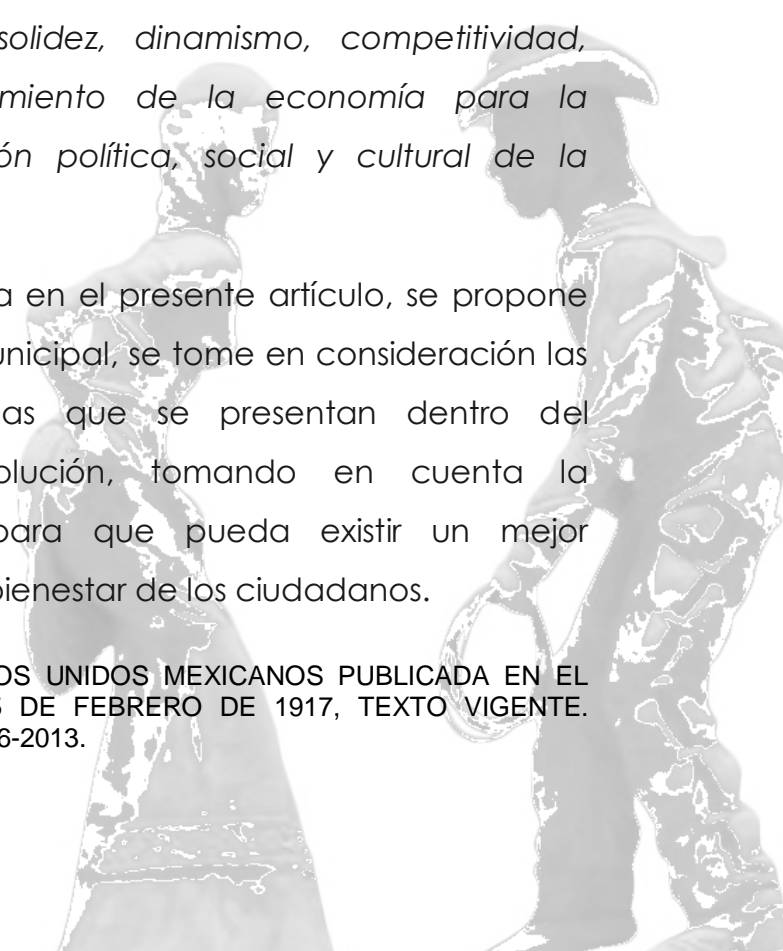 solidez, dinamismo, competitividad,
miento de la economía para la
ón política, social y cultural de la
a en el presente artículo, se propone
unicipal, se tome en consideración las
as que se presentan dentro del
olución, tomando en cuenta la
para que pueda existir un mejor
bienestar de los ciudadanos.
OS UNIDOS MEXICANOS PUBLICADA EN EL
DE FEBRERO DE 1917, TEXTO VIGENTE.
6-2013.